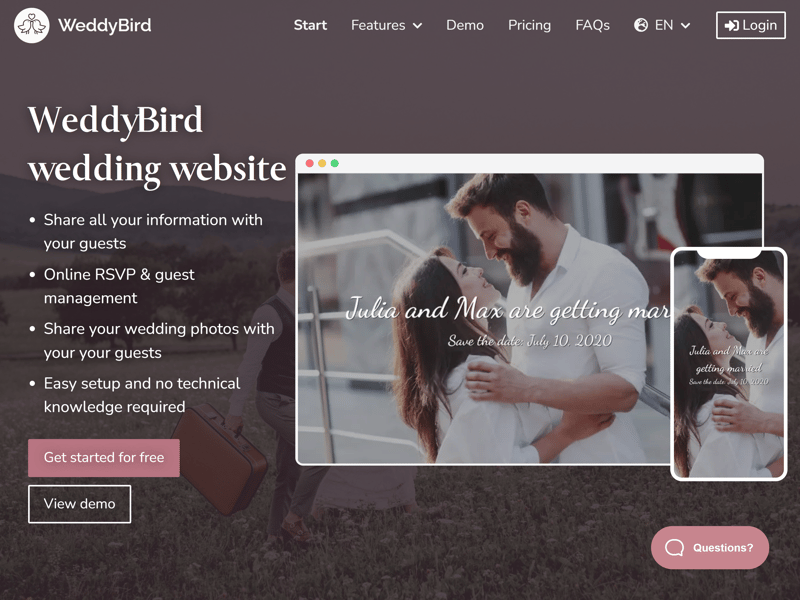 WeddyBird
Start
Features
Demo
Pricing
FAQs
EN
Login
WeddyBird
wedding website
Share all your information with
your guests
Online RSVP & guest
management
Share your wedding photos with
your your guests
Easy setup and no technical
knowledge required
Get started for free
View demo
Julia and Max are getting mar
Save the date: July 10, 2020
Julia and Max are
getting married
Save the date: July 10, 2020
Questions?